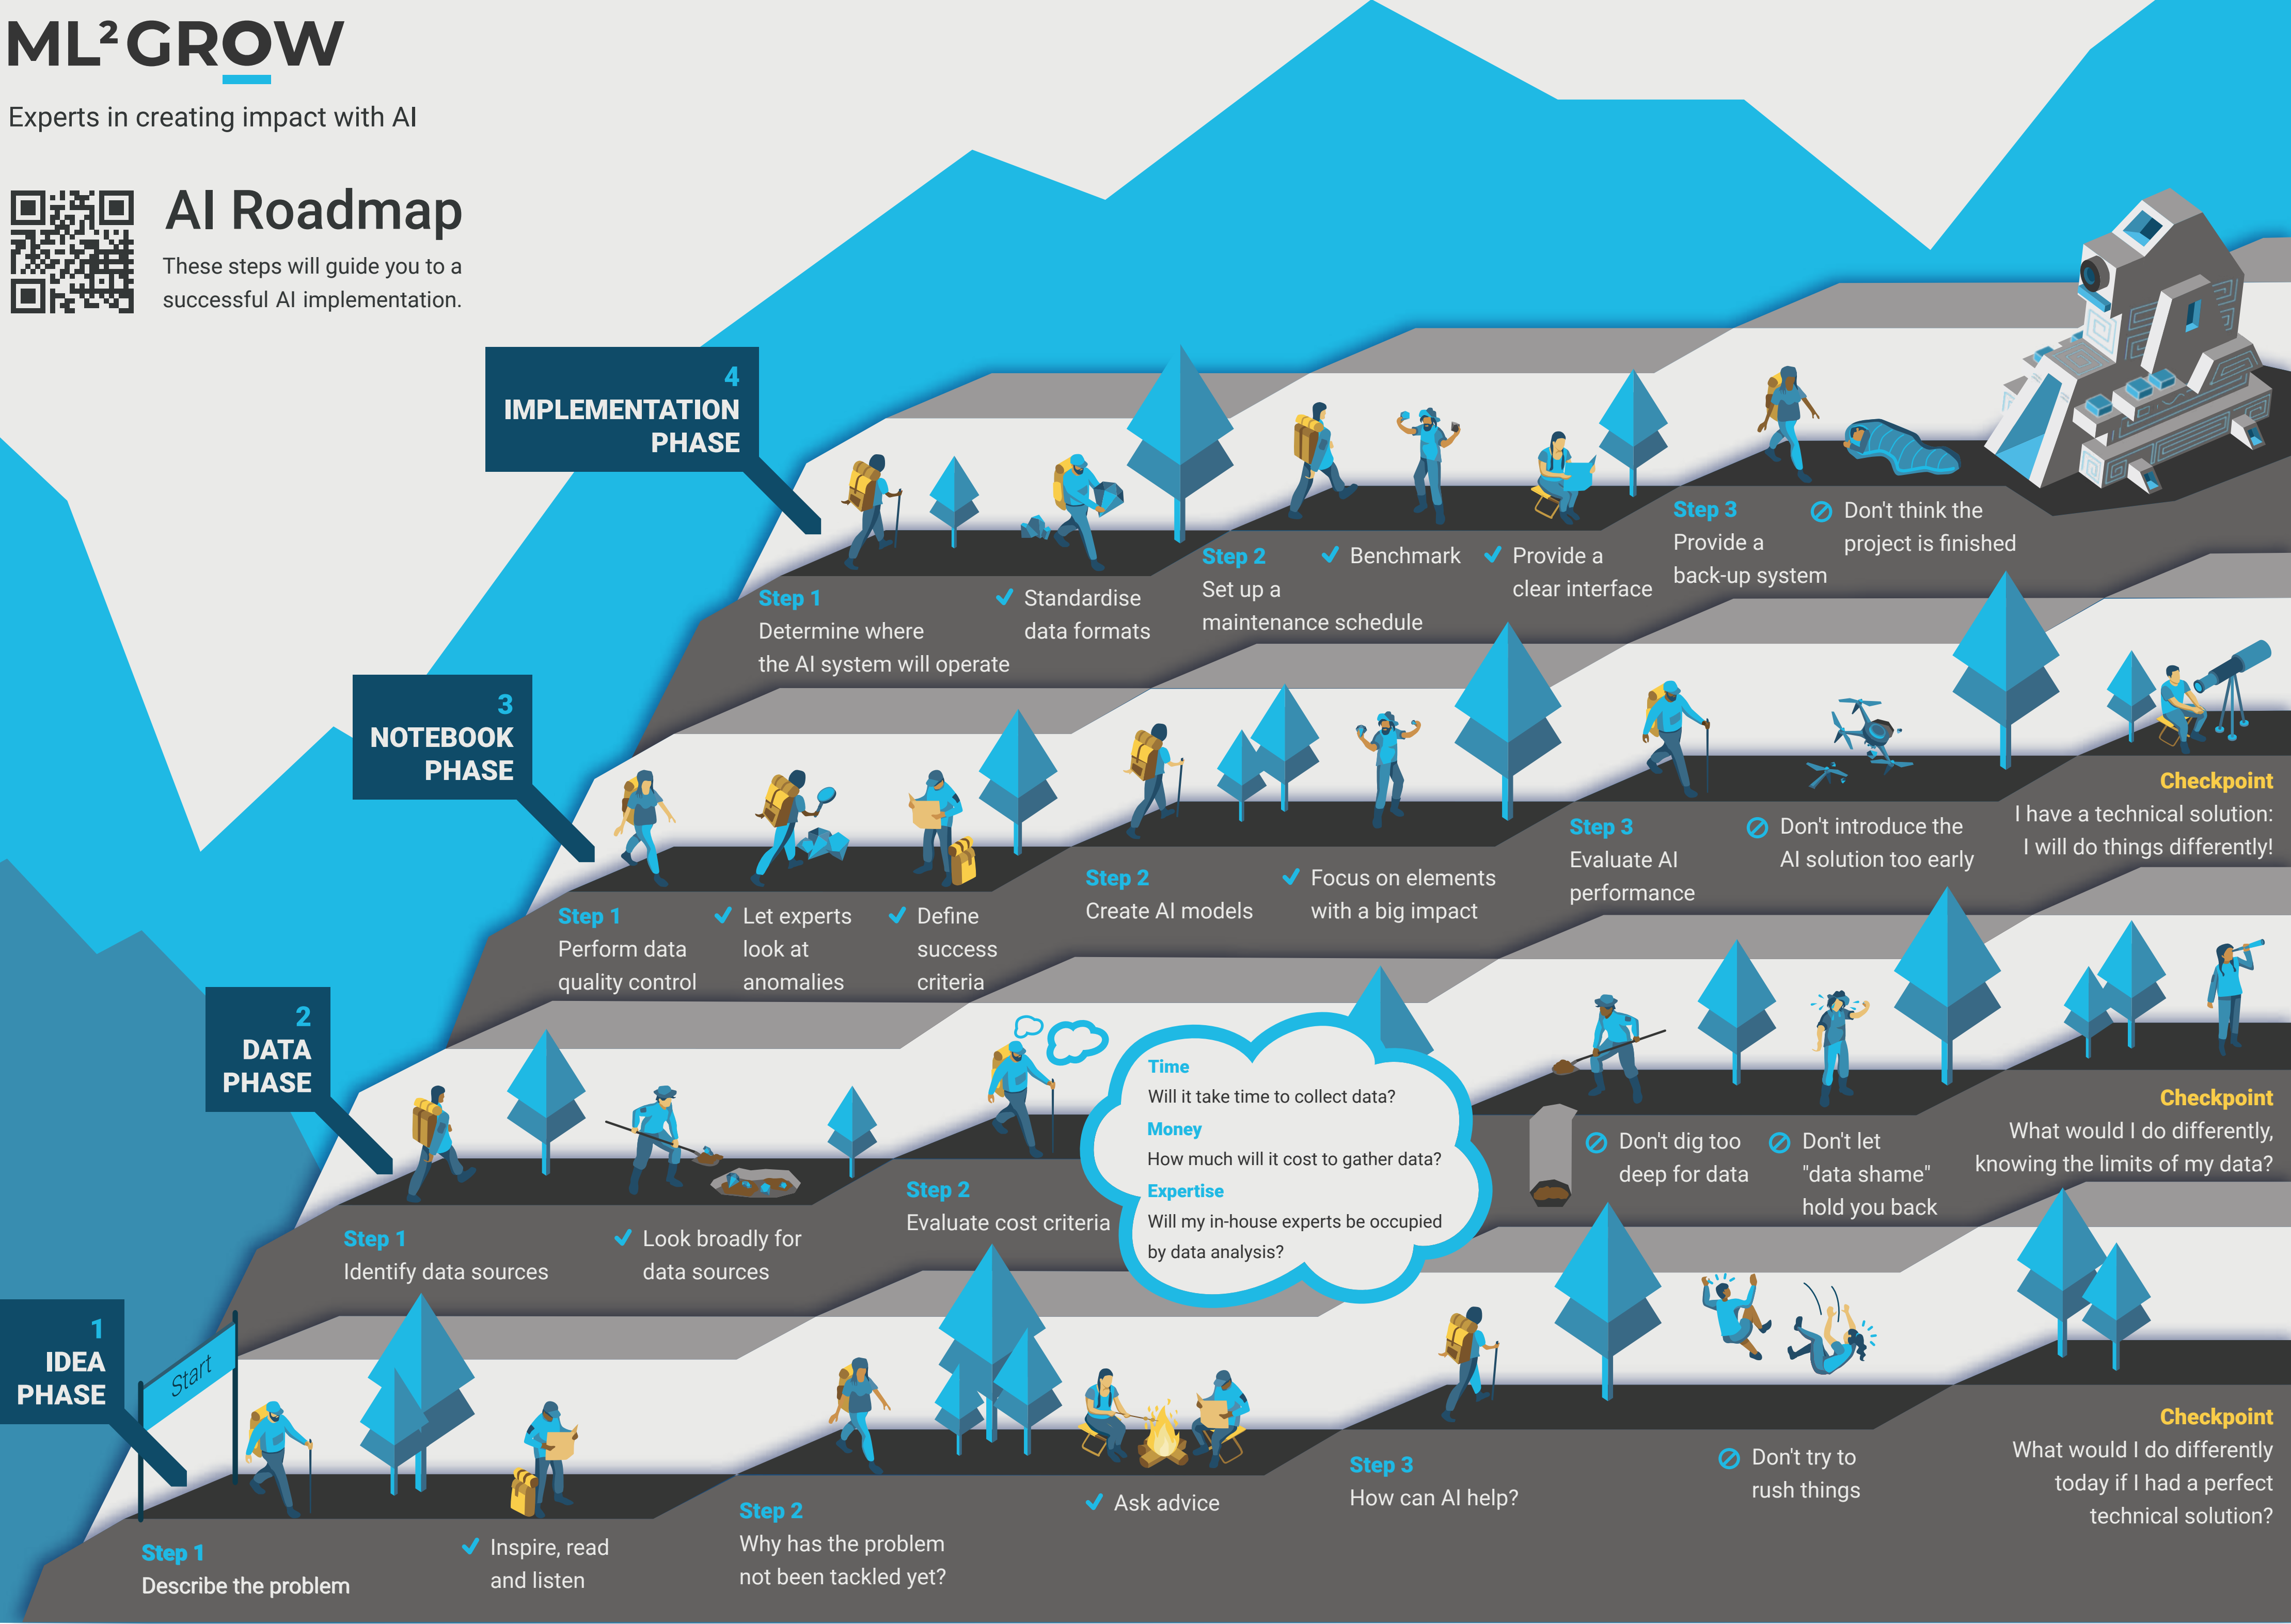 ML²GROW
Experts in creating impact with AI
AI Roadmap
These steps will guide you to a
successful AI implementation.
4
IMPLEMENTATION
PHASE
Step 1
Determine where
the AI system will operate
Standardise
data formats
Step 2
Set up a
maintenance schedule
Benchmark
Provide a
clear interface
Step 3
Provide a
back-up system
Don't think the
project is finished
3
NOTEBOOK
PHASE
Step 1
Perform data
quality control
Let experts
look at
anomalies
Define
success
criteria
Step 2
Create AI models
Focus on elements
with a big impact
Step 3
Evaluate AI
performance
Don't introduce the
AI solution too early
Checkpoint
I have a technical solution:
I will do things differently!
2
DATA
PHASE
Step 1
Identify data sources
Look broadly for
data sources
Step 2
Evaluate cost criteria
Time
Will it take time to collect data?
Money
How much will it cost to gather data?
Expertise
Will my in-house experts be occupied
by data analysis?
Don't dig too
deep for data
Don't let
"data shame"
hold you back
Checkpoint
What would I do differently,
knowing the limits of my data?
1
IDEA
PHASE
Start
Step 1
Describe the problem
Inspire, read
and listen
Step 2
Why has the problem
not been tackled yet?
Ask advice
Step 3
How can AI help?
Don't try to
rush things
Checkpoint
What would I do differently
today if I had a perfect
technical solution?